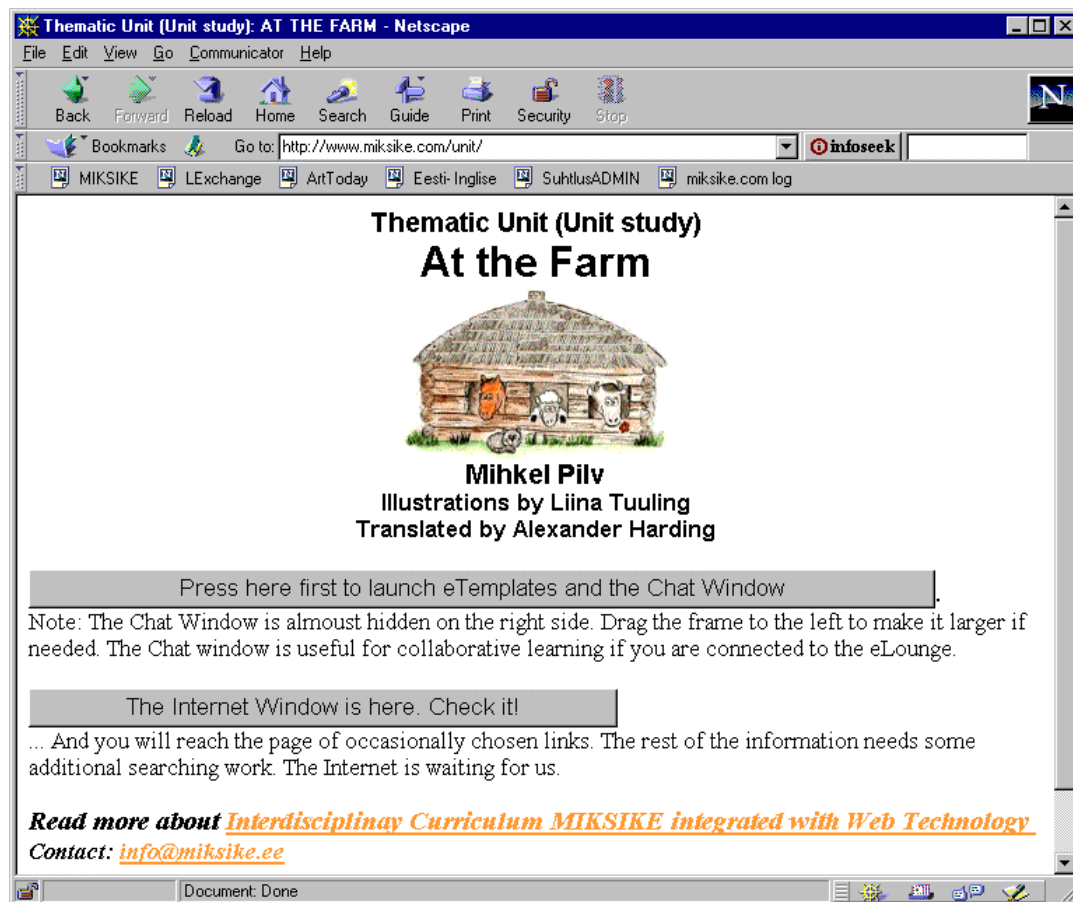 Thematic Unit (Unit study): AT THE FARM - Netscape
File Edit View Go Communicator Help
Back Forward Reload Home Search Guide Print Security Stop
N
Bookmarks Go to: http://www.miksike.com/unit/ infoseek
MIKSIKE LExchange ArtToday Eesti- Inglise SuhtlusADMIN miksike.com log
Thematic Unit (Unit study)
At the Farm
Mihkel Pilv
Illustrations by Liina Tuuling
Translated by Alexander Harding
Press here first to launch eTemplates and the Chat Window.
Note: The Chat Window is almoust hidden on the right side. Drag the frame to the left to make it larger if
needed. The Chat window is useful for collaborative learning if you are connected to the eLounge.
The Internet Window is here. Check it!
... And you will reach the page of occasionally chosen links. The rest of the information needs some
additional searching work. The Internet is waiting for us.
Read more about Interdisciplinay Curriculum MIKSIKE integrated with Web Technology
Contact: info@miksike.ee
Document: Done